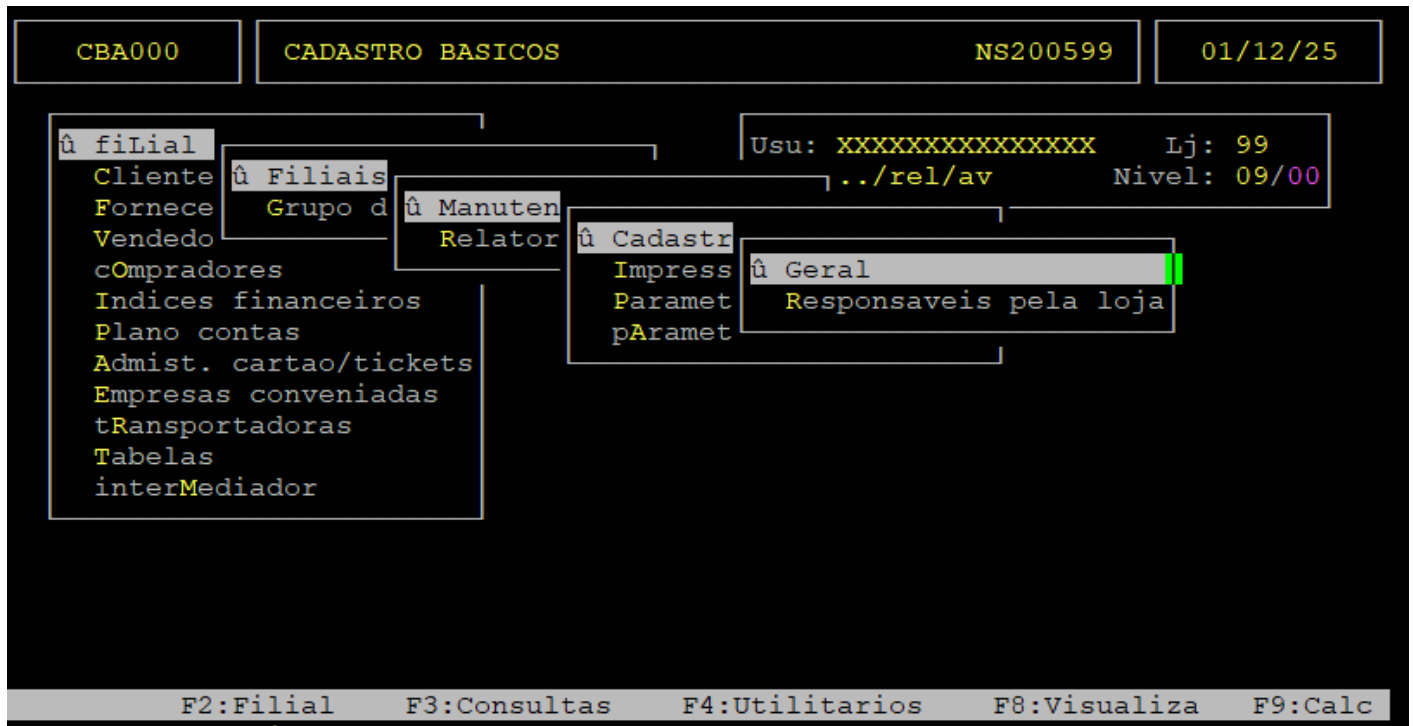 CBA000 CADASTRO BASICOS NS200599 01/12/25
û fiLial Usu: XXXXXXXXXXXXXXX Lj: 99
Cliente û Filiais ../rel/av Nivel: 09/00
Fornece Grupo d û Manuten
Vendedo Relator û Cadastr
cOmpradores Impress û Geral
Indices financeiros Paramet Responsaveis pela loja
Plano contas pAramet
Admist. cartao/tickets
Empresas conveniadas
tRansportadoras
Tabelas
interMediador
F2:Filial F3:Consultas F4:Utilitarios F8:Visualiza F9:Calc